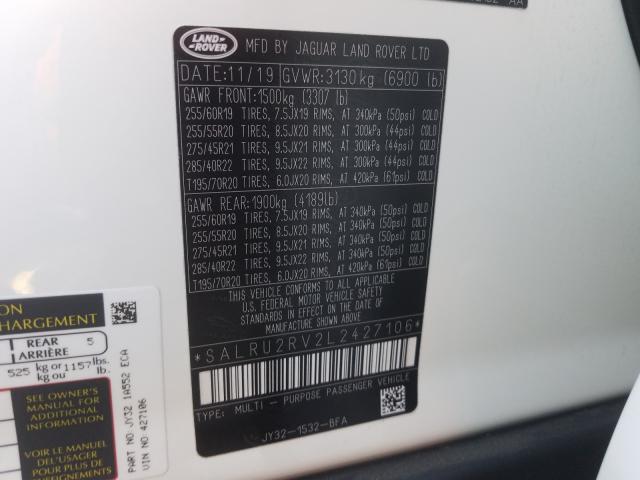 LAND-
ROVER
MFD BY JAGUAR LAND ROVER LTD
DATE:11/19 GVWR:3130kg (6900 lb)
GAWR FRONT:1500kg (3307 lb)
255/60R19 TIRES, 7.5JX19 RIMS, AT 340kPa (50psi) COLD
255/55R20 TIRES, 8.5JX20 RIMS, AT 300kPa (44psi) COLD
275/45R21 TIRES, 9.5JX21 RIMS, AT 300kPa (44psi) COLD
285/40R22 TIRES, 9.5JX22 RIMS, AT 300kPa (44psi) COLD
T195/70R20 TIRES, 6.0JX20 RIMS, AT 420kPa (61psi) COLD
GAWR REAR:1900kg (4189lb)
255/60R19 TIRES, 7.5JX19 RIMS, AT 340kPa (50psi) COLD
255/55R20 TIRES, 8.5JX20 RIMS, AT 340kPa (50psi) COLD
275/45R21 TIRES, 9.5JX21 RIMS, AT 340kPa (50psi) COLD
285/40R22 TIRES, 9.5JX22 RIMS, AT 340kPa (50psi) COLD
T195/70R20 TIRES, 6.0JX20 RIMS, AT 420kPa (61psi) COLD
THIS VEHICLE CONFORMS TO ALL APPLICABLE
U.S. FEDERAL MOTOR VEHICLE SAFETY
STANDARDS IN EFFECT ON THE DATE OF
MANUFACTURE SHOWN ABOVE
*SALRU2RV2L2427106*
TYPE: MULTI - PURPOSE PASSENGER VEHICLE
JY32-1532-BFA
ION
CHARGEMENT
REAR 5
ARRIÈRE
525 kg or 1157 lbs.
kg ou lb.
SEE OWNER'S
MANUAL FOR
ADDITIONAL
INFORMATION
VOIR LE MANUEL
DE L'USAGER
POUR PLUS
PART NO: JY32 1A552 ECA
VIN NO: 427106
AA